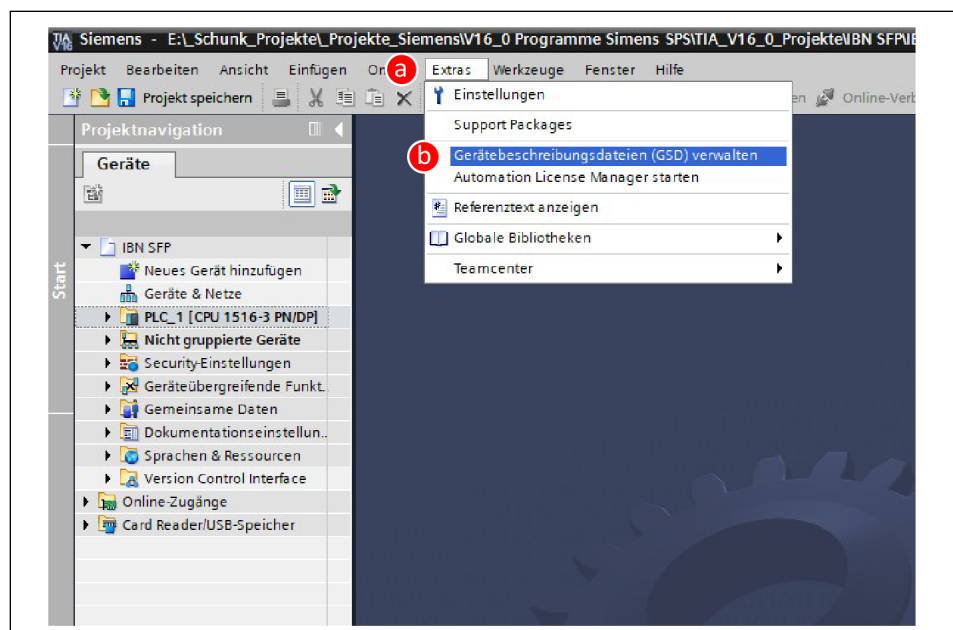 TIA V16 Siemens - E:\_Schunk_Projekte\_Projekte_Siemens\V16_0 Programme Simens SPS\TIA_V16_0_Projekte\IBN SFP\
Projekt Bearbeiten Ansicht Einfügen a Extras Werkzeuge Fenster Hilfe
Projekt speichern
Einstellungen
Support Packages
b Gerätebeschreibungsdateien (GSD) verwalten
Automation License Manager starten
Referenztext anzeigen
Globale Bibliotheken
Teamcenter
Projektnavigation
Geräte
Start
IBN SFP
Neues Gerät hinzufügen
Geräte & Netze
PLC_1 [CPU 1516-3 PN/DP]
Nicht gruppierte Geräte
Security-Einstellungen
Geräteübergreifende Funkt..
Gemeinsame Daten
Dokumentationseinstellun..
Sprachen & Ressourcen
Version Control Interface
Online-Zugänge
Card Reader/USB-Speicher